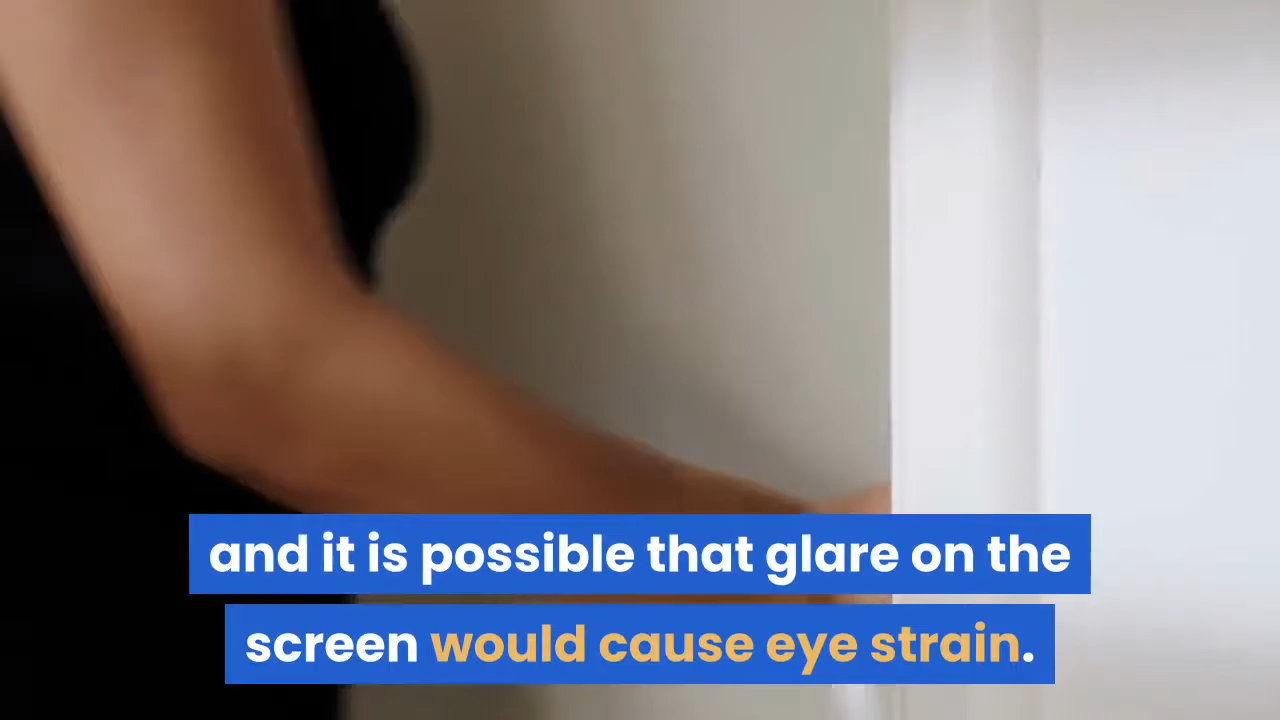 and it is possible that glare on the
screen would cause eye strain.